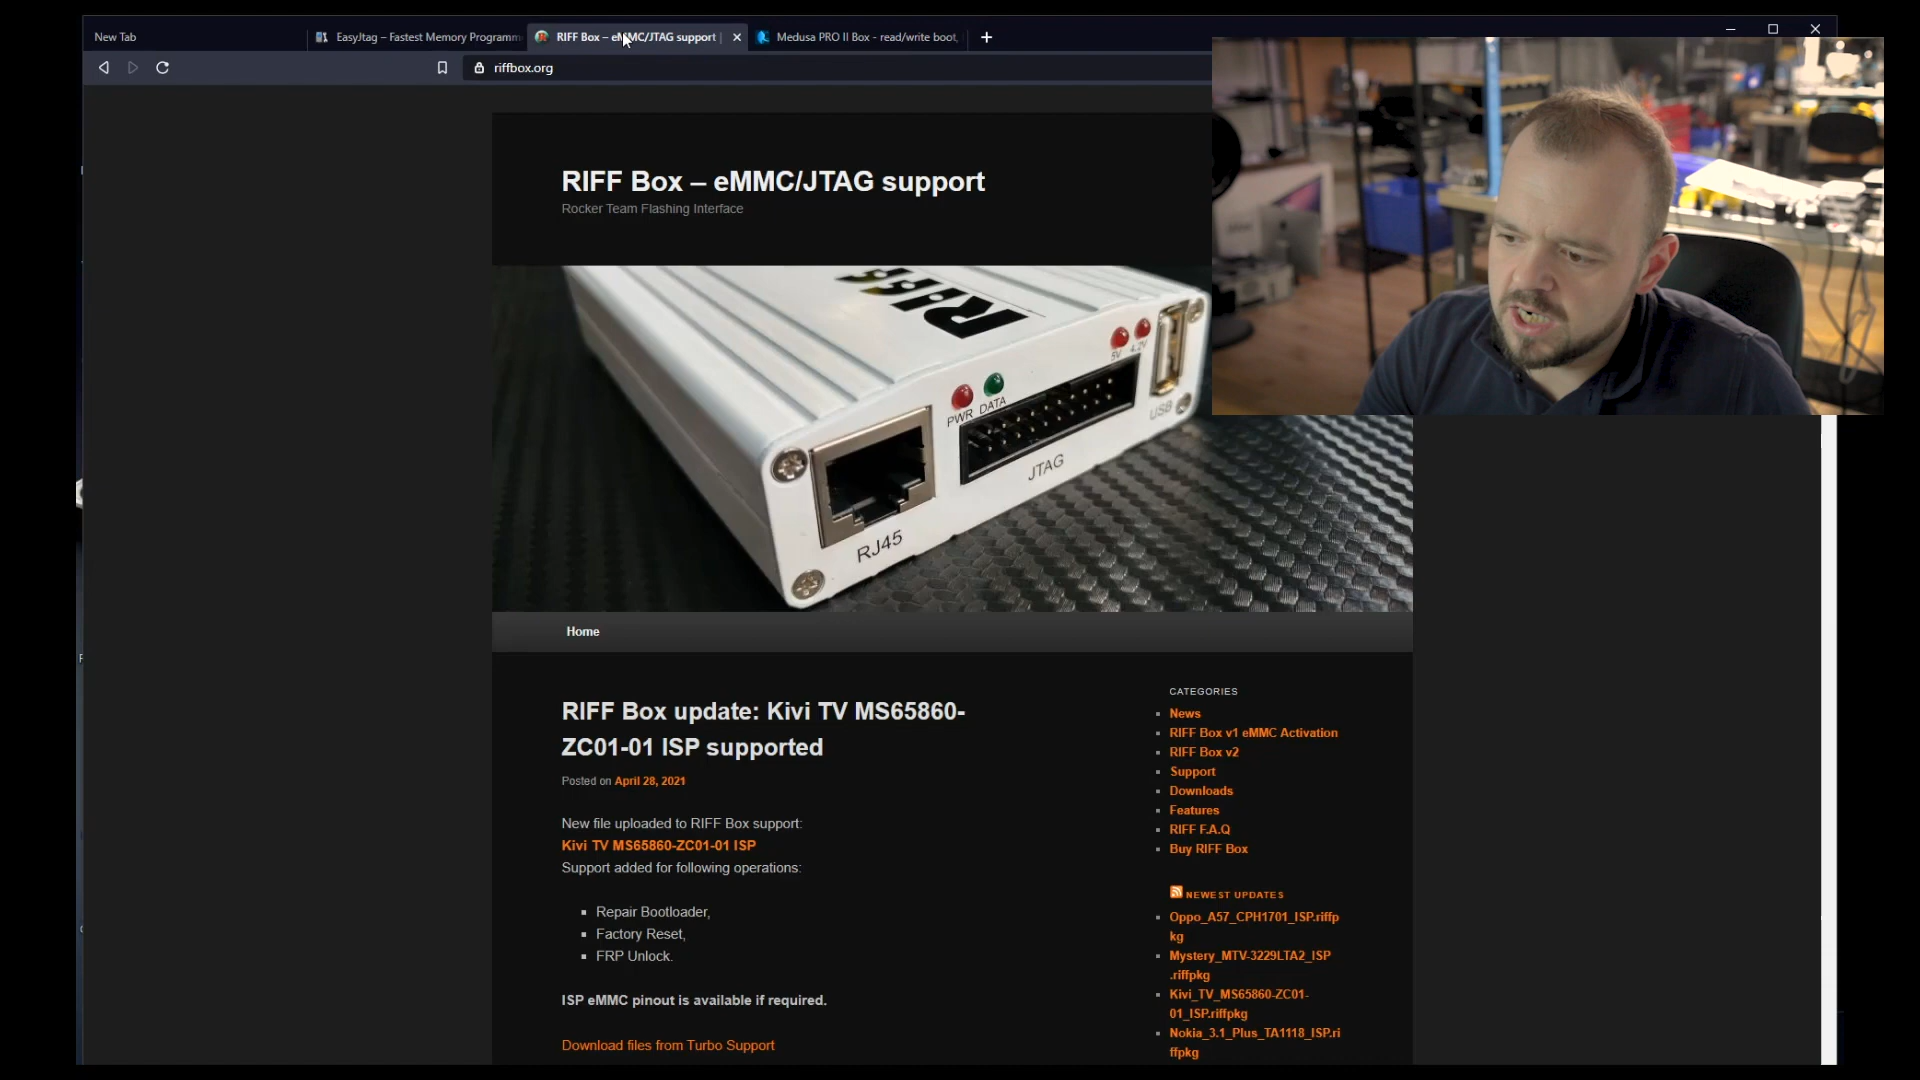 New Tab
EasyJtag – Fastest Memory Programm
RIFF Box – eMMC/JTAG support |
Medusa PRO II Box - read/write boot,
riffbox.org
RIFF Box – eMMC/JTAG support
Rocker Team Flashing Interface
RIFF
5V
4.2V
PWR
DATA
USB
JTAG
RJ45
Home
RIFF Box update: Kivi TV MS65860-
ZC01-01 ISP supported
Posted on April 28, 2021
New file uploaded to RIFF Box support:
Kivi TV MS65860-ZC01-01 ISP
Support added for following operations:
Repair Bootloader,
Factory Reset,
FRP Unlock.
ISP eMMC pinout is available if required.
Download files from Turbo Support
CATEGORIES
News
RIFF Box v1 eMMC Activation
RIFF Box v2
Support
Downloads
Features
RIFF F.A.Q
Buy RIFF Box
NEWEST UPDATES
Oppo_A57_CPH1701_ISP.riffp
kg
Mystery_MTV-3229LTA2_ISP
.riffpkg
Kivi_TV_MS65860-ZC01-
01_ISP.riffpkg
Nokia_3.1_Plus_TA1118_ISP.ri
ffpkg